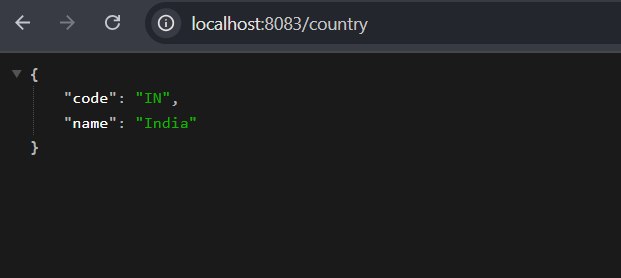 localhost:8083/country
{
"code": "IN",
"name": "India"
}